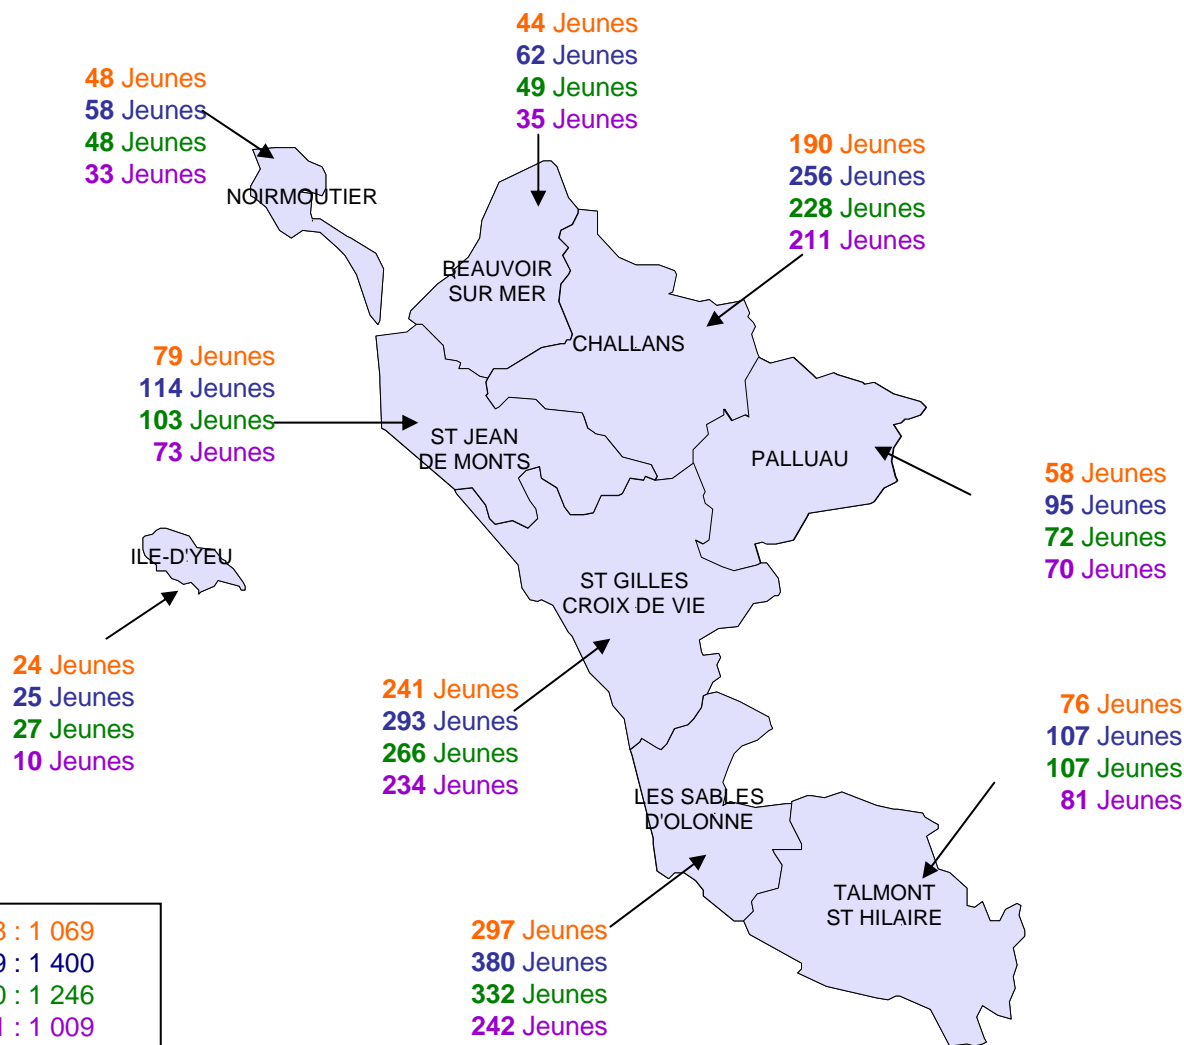 44 Jeunes
62 Jeunes
49 Jeunes
35 Jeunes
48 Jeunes
58 Jeunes
48 Jeunes
33 Jeunes
NOIRMOUTIER
190 Jeunes
256 Jeunes
228 Jeunes
211 Jeunes
BEAUVOIR
SUR MER
CHALLANS
79 Jeunes
114 Jeunes
103 Jeunes
73 Jeunes
ST JEAN
DE MONTS
PALLUAU
58 Jeunes
95 Jeunes
72 Jeunes
70 Jeunes
ILE-D'YEU
ST GILLES
CROIX DE VIE
24 Jeunes
25 Jeunes
27 Jeunes
10 Jeunes
241 Jeunes
293 Jeunes
266 Jeunes
234 Jeunes
76 Jeunes
107 Jeunes
107 Jeunes
81 Jeunes
LES SABLES
D'OLONNE
TALMONT
ST HILAIRE
297 Jeunes
380 Jeunes
332 Jeunes
242 Jeunes
: 1 069
: 1 400
: 1 246
: 1 009